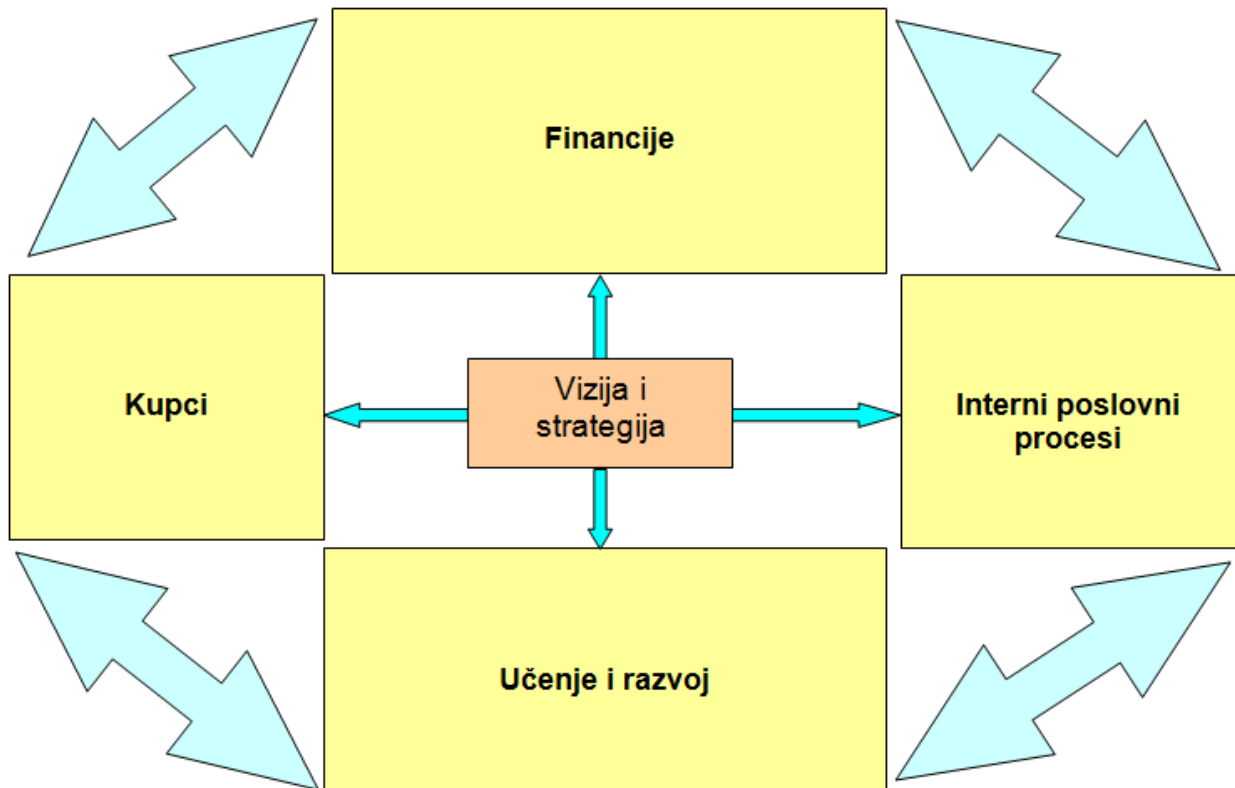 Financije
Kupci
Vizija i
strategija
Interni poslovni
procesi
Učenje i razvoj